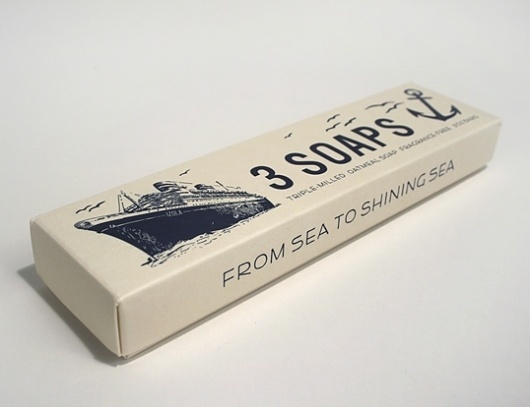 3 SOAPS
TRIPLE-MILLED OATMEAL SOAP FRAGRANCE-FREE
FROM SEA TO SHINING SEA